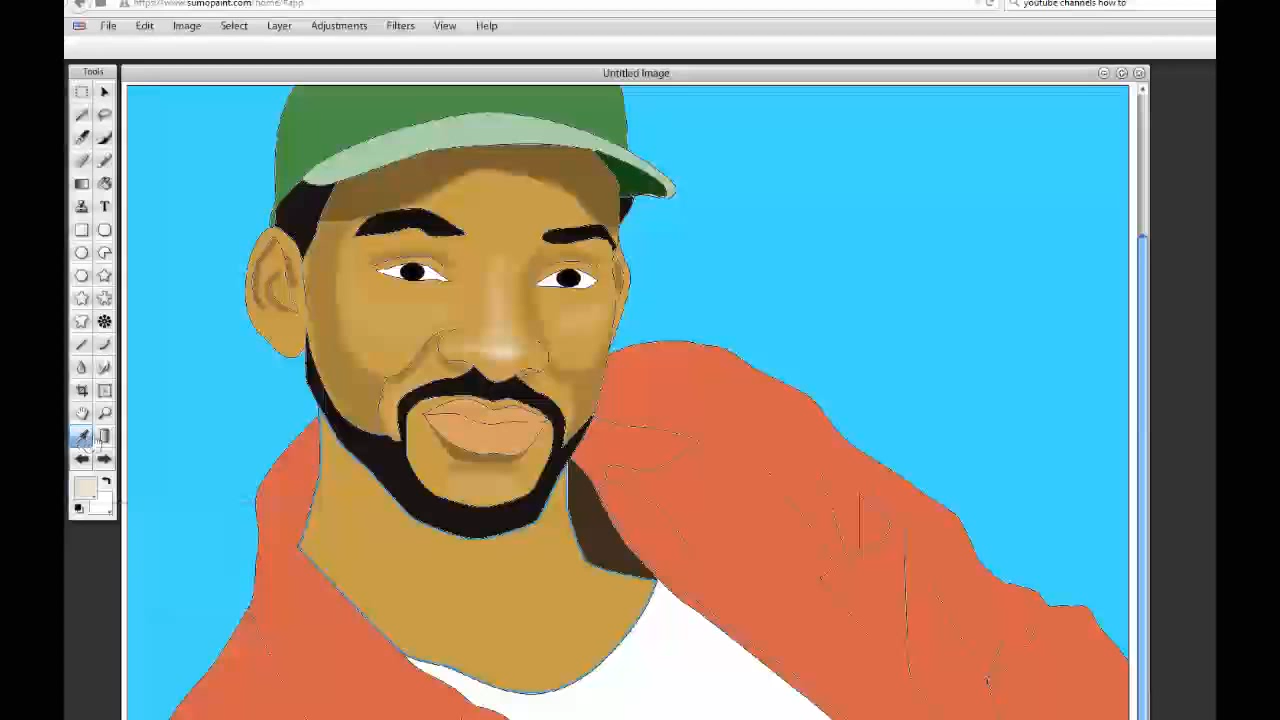 https://www.sumopaint.com/home/#app
youtube channels how to
File Edit Image Select Layer Adjustments Filters View Help
Tools
Untitled Image
T